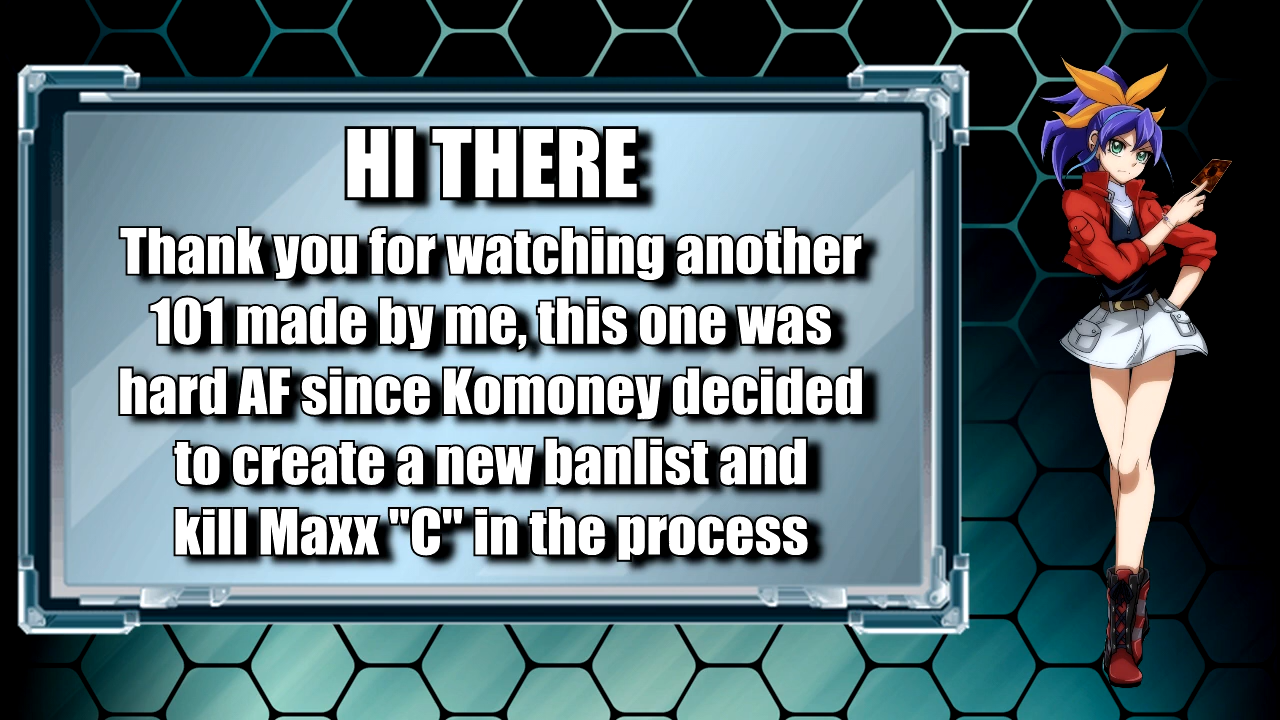 HI THERE
Thank you for watching another
101 made by me, this one was
hard AF since Komoney decided
to create a new banlist and
kill Maxx "C" in the process